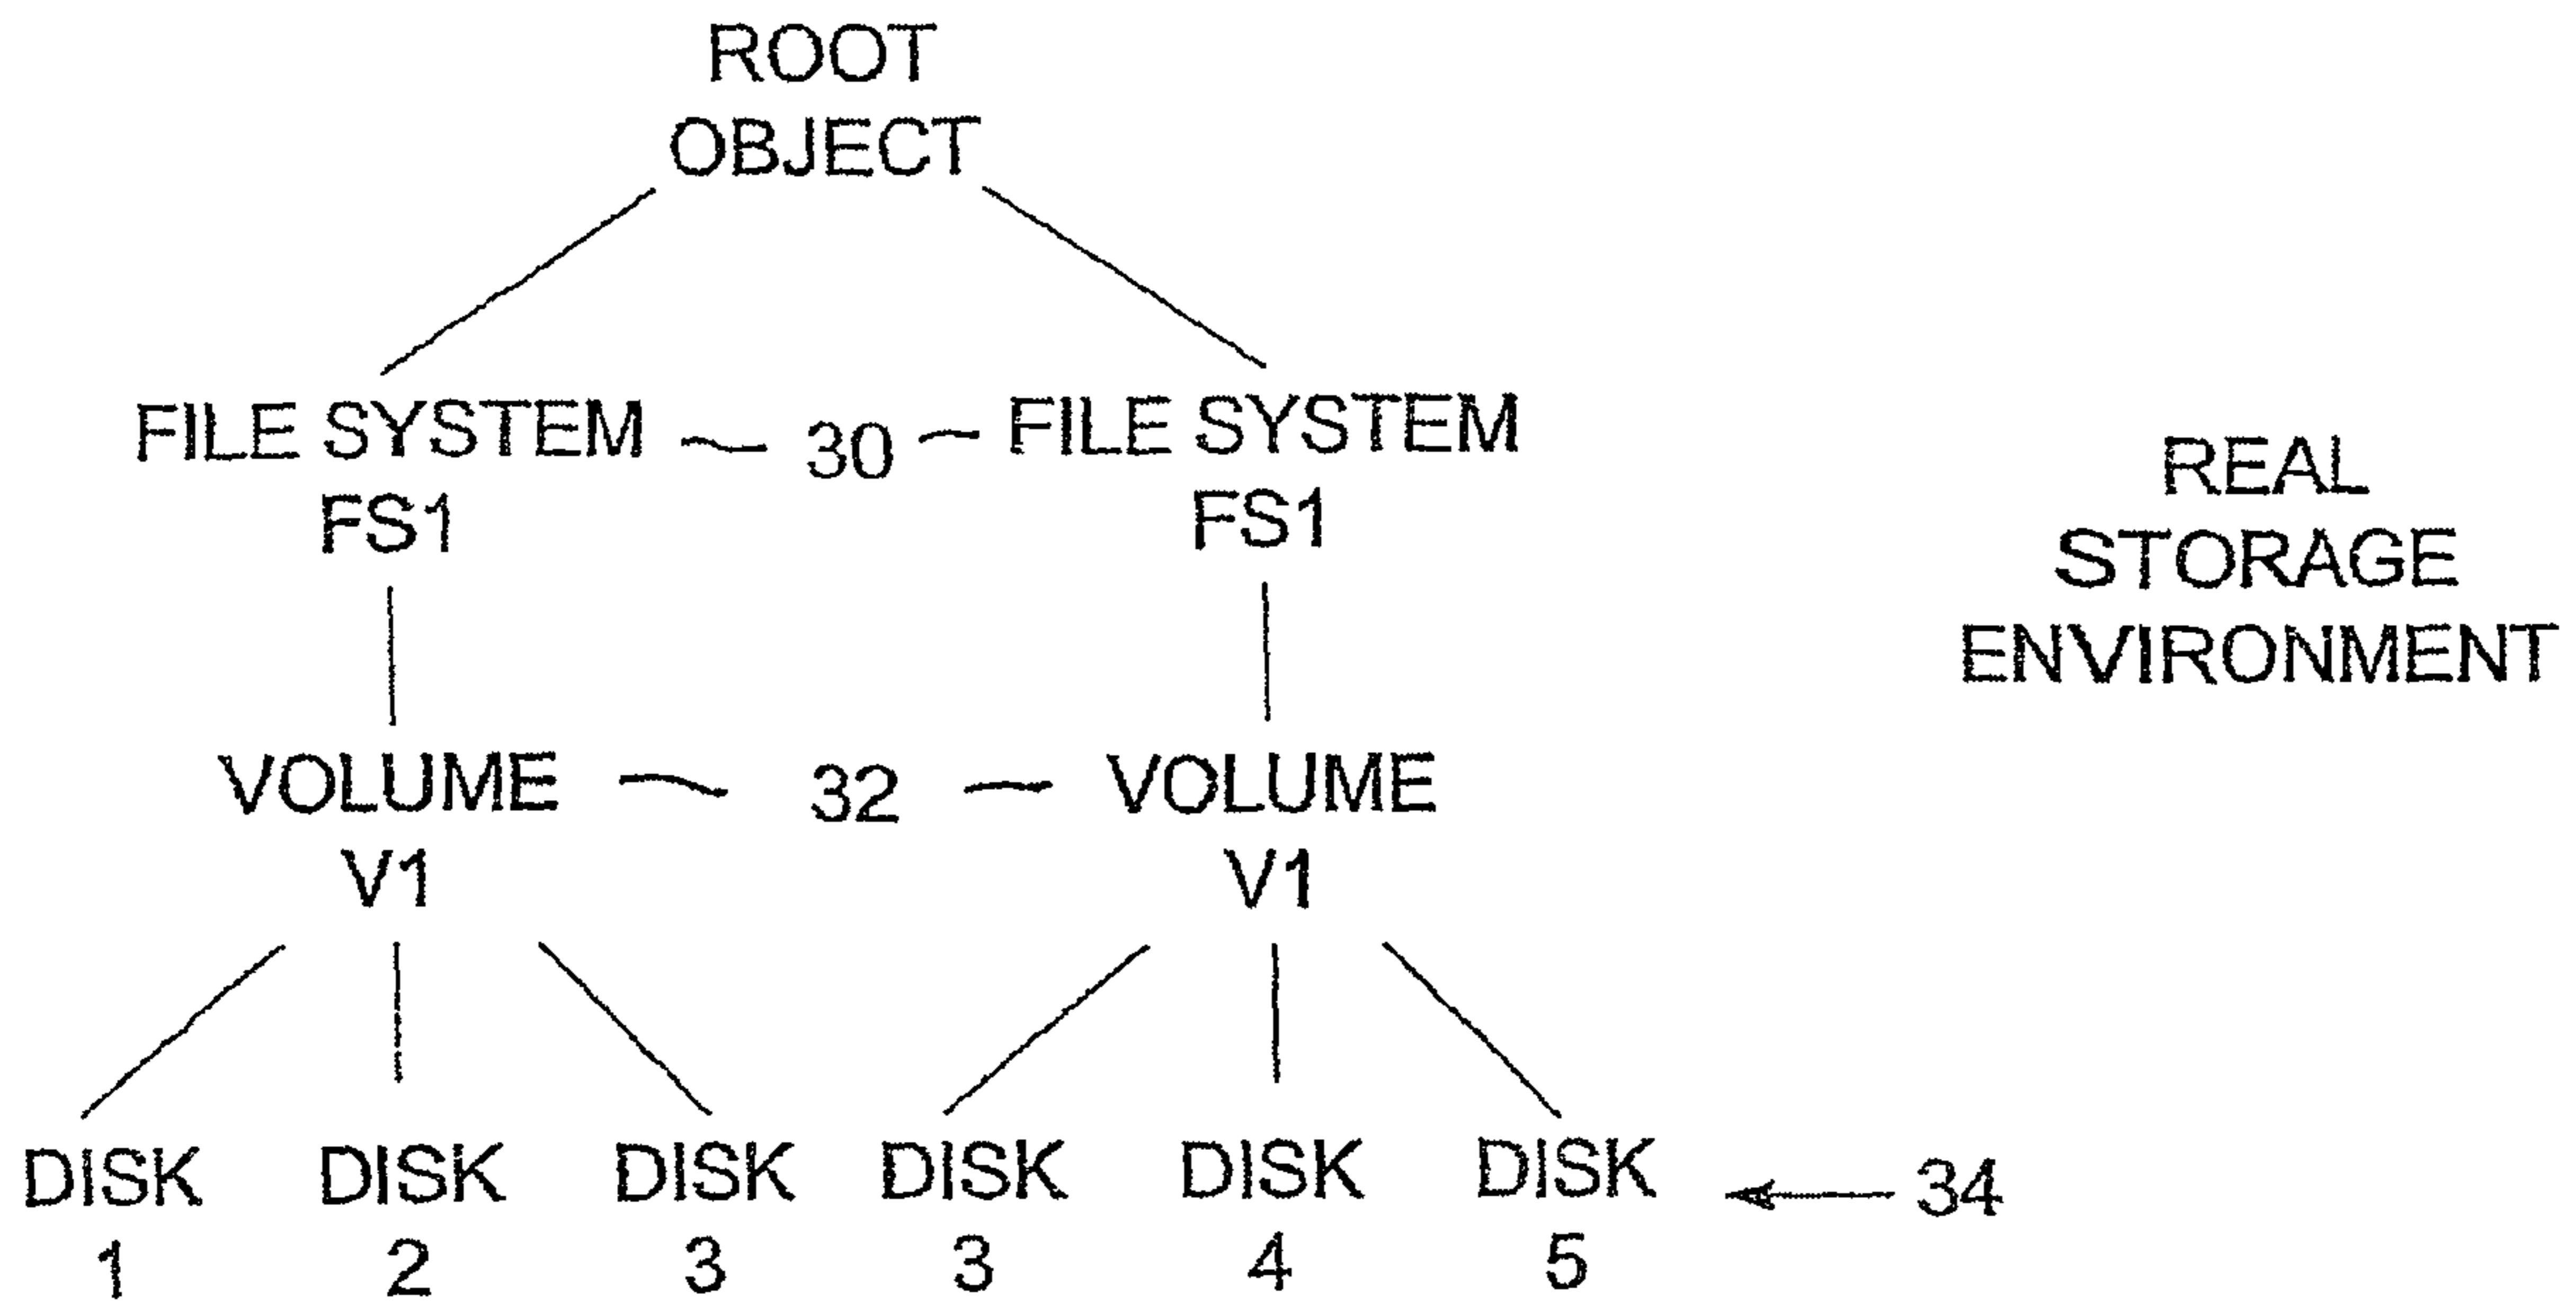 ROOT
OBJECT
FILE SYSTEM 30 FILE SYSTEM
FS1 FS1
REAL
STORAGE
ENVIRONMENT
VOLUME 32 VOLUME
V1 V1
DISK DISK DISK DISK DISK DISK 34
1 2 3 3 4 5